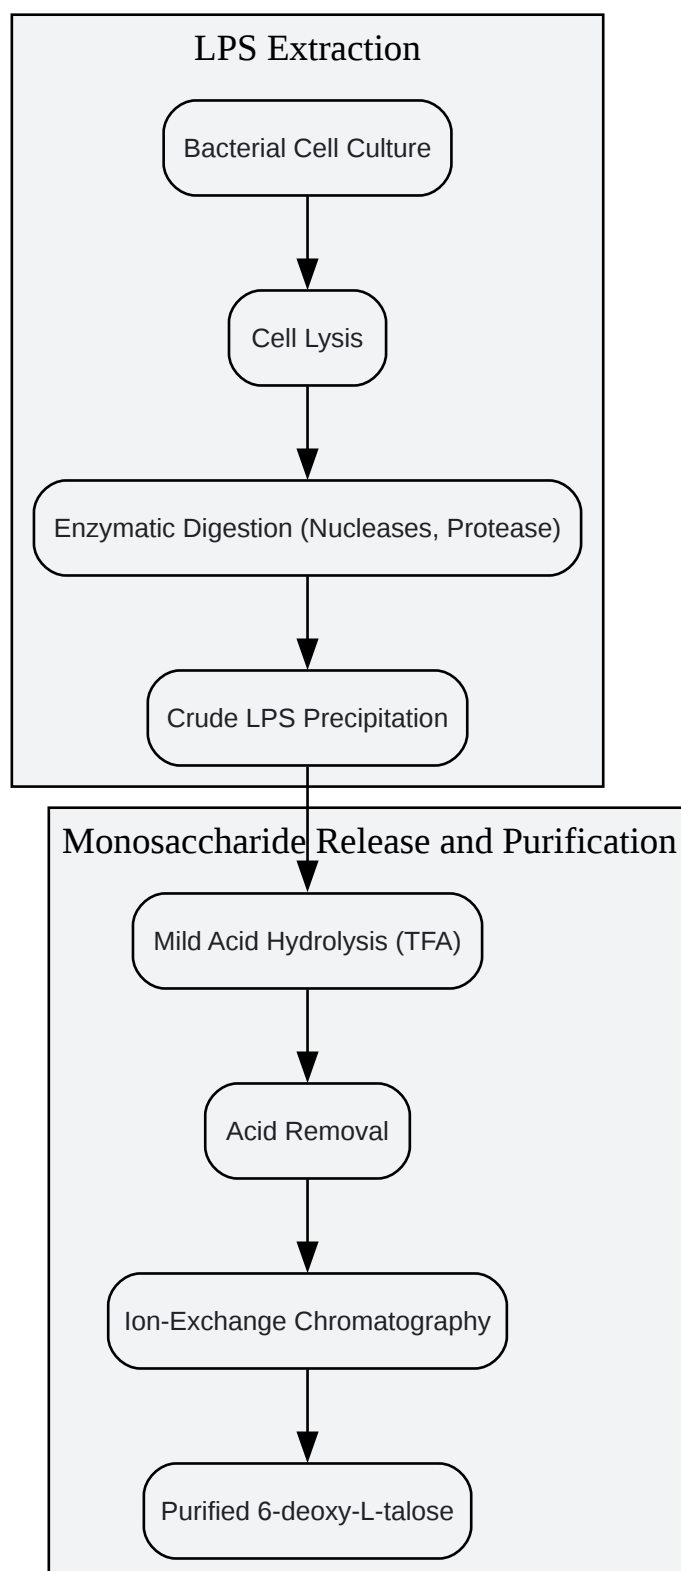 LPS Extraction
Bacterial Cell Culture
Cell Lysis
Enzymatic Digestion (Nucleases, Protease)
Crude LPS Precipitation
Monosaccharide Release and Purification
Mild Acid Hydrolysis (TFA)
Acid Removal
Ion-Exchange Chromatography
Purified 6-deoxy-L-talose